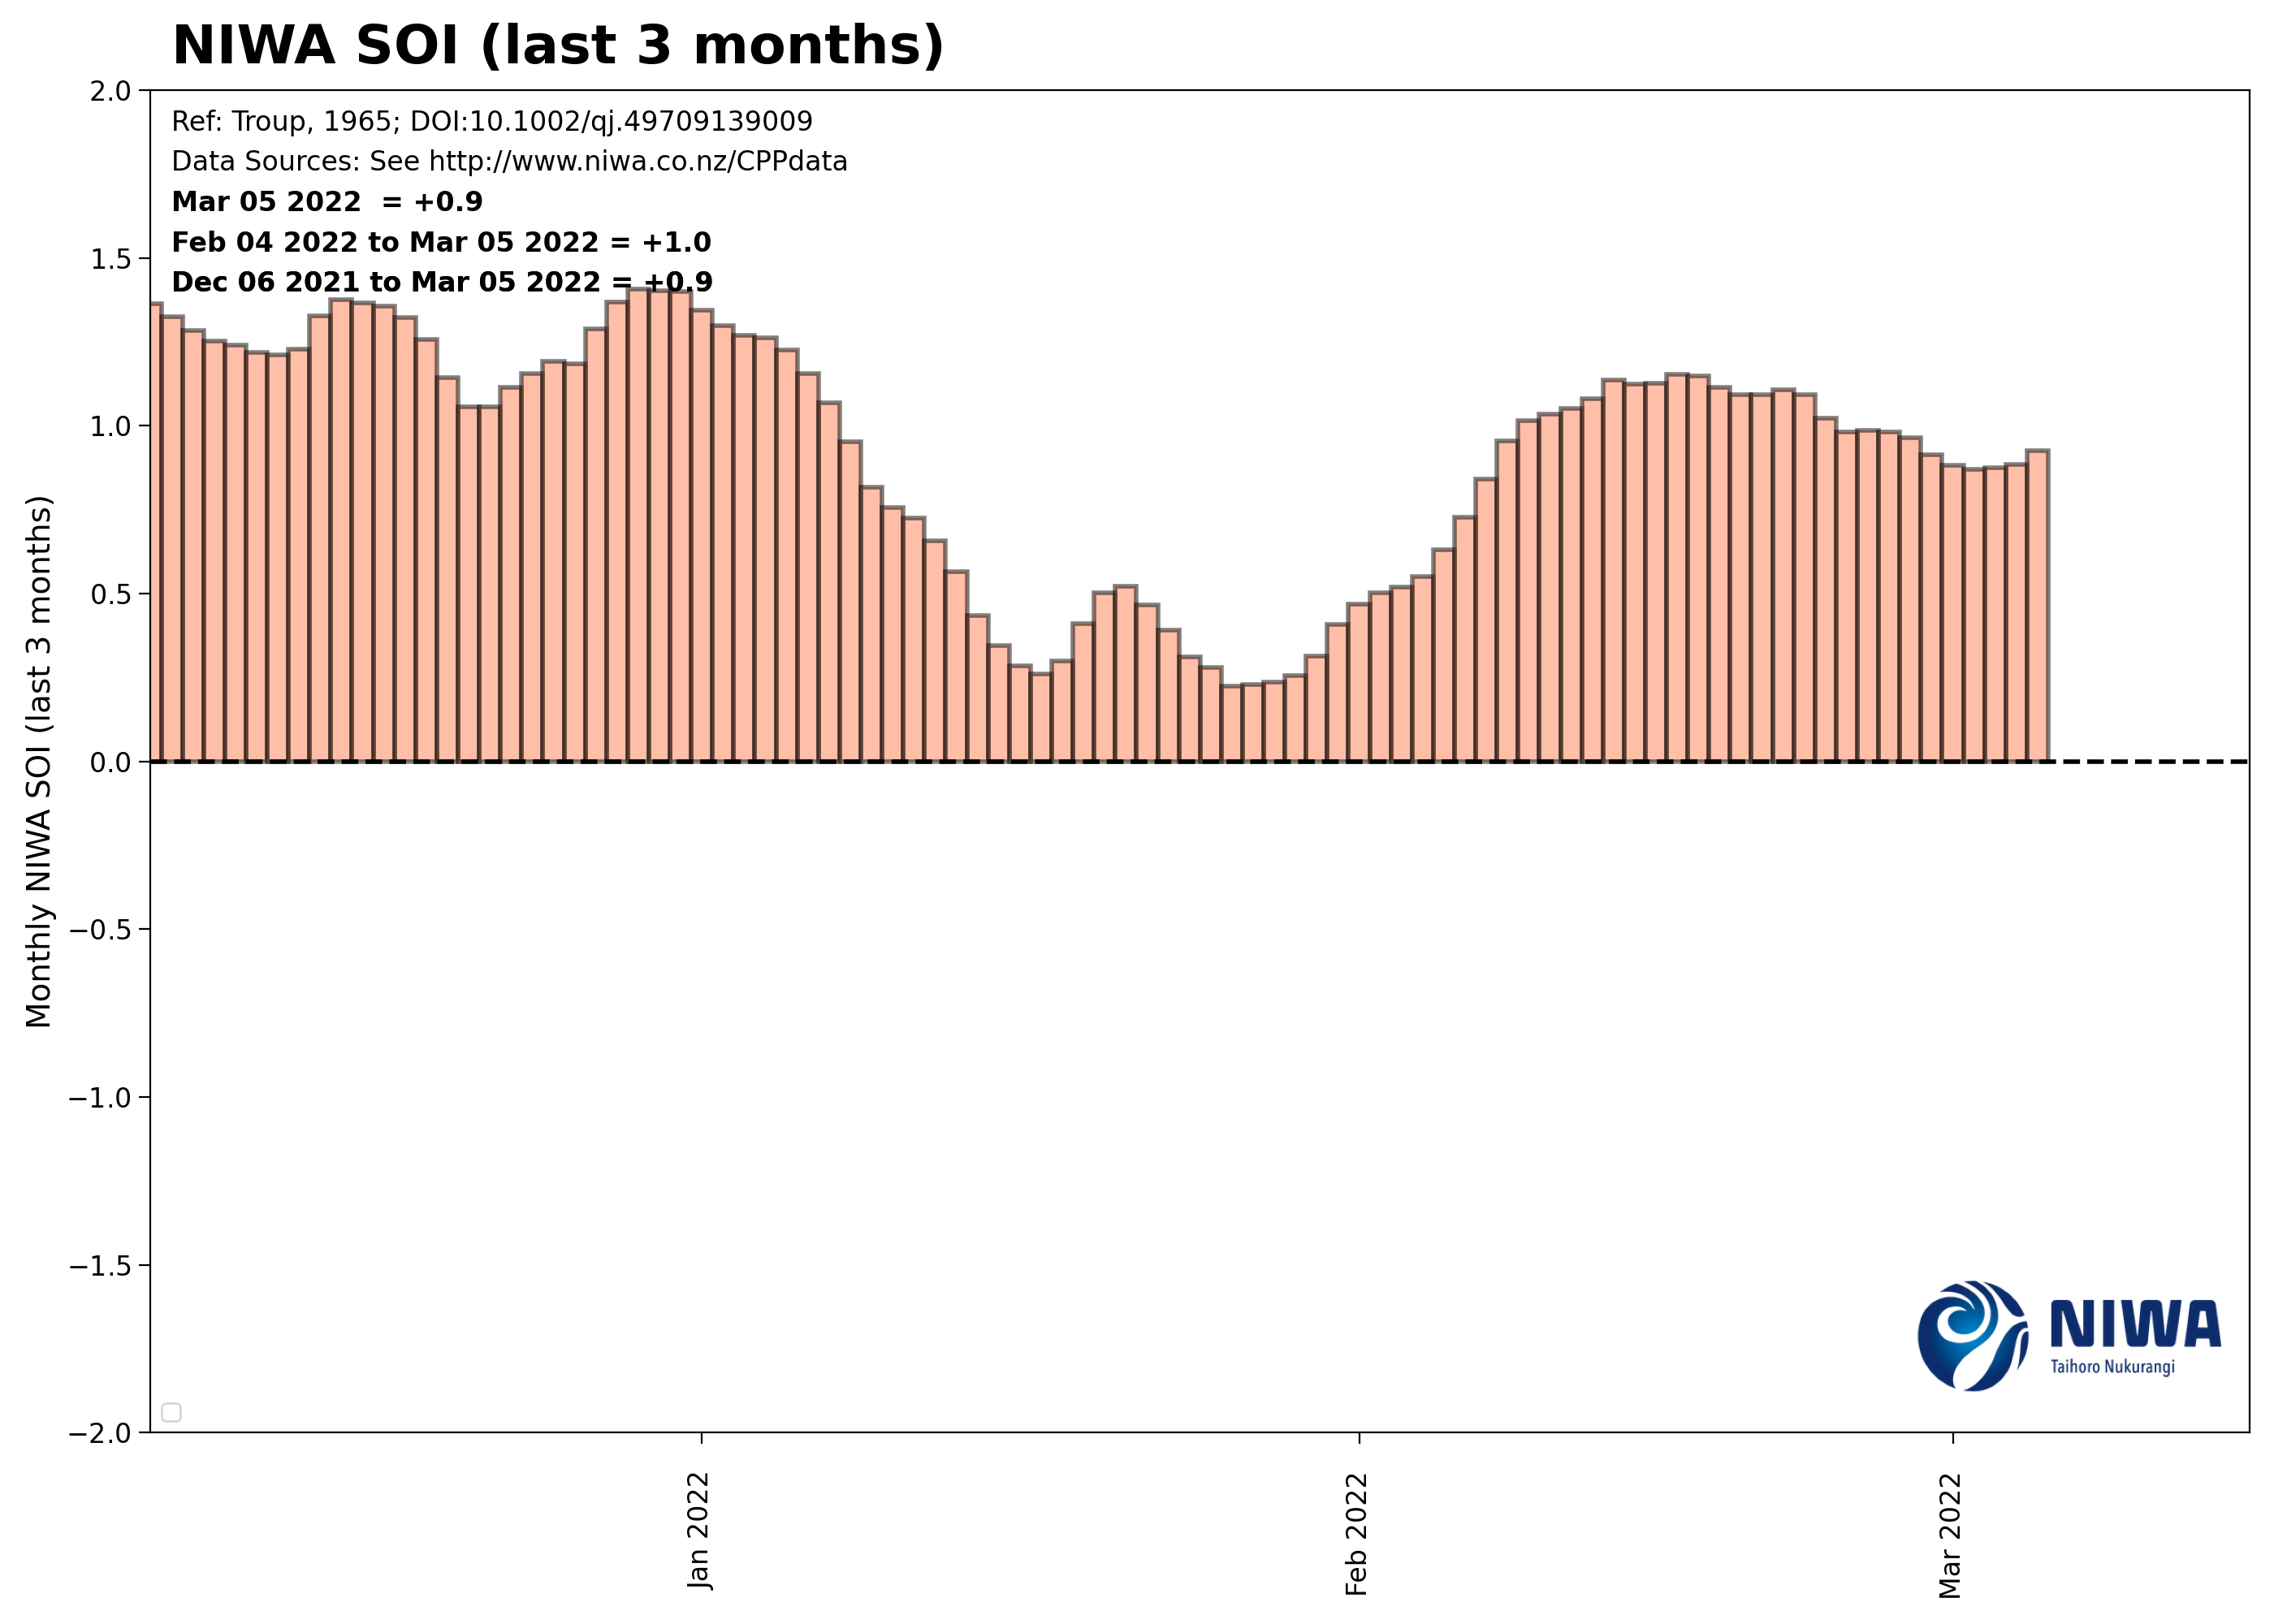 NIWA SOI (last 3 months)
2.0
Ref: Troup, 1965; DOI:10.1002/qj.49709139009
Data Sources: See http://www.niwa.co.nz/CPPdata
Mar 05 2022  = +0.9
Feb 04 2022 to Mar 05 2022 = +1.0
1.5
Dec 06 2021 to Mar 05 2022 = +0.9
1.0
0.5
0.0
−0.5
−1.0
−1.5
−2.0
Monthly NIWA SOI (last 3 months)
NIWA
Taihoro Nukurangi
Jan 2022
Feb 2022
Mar 2022